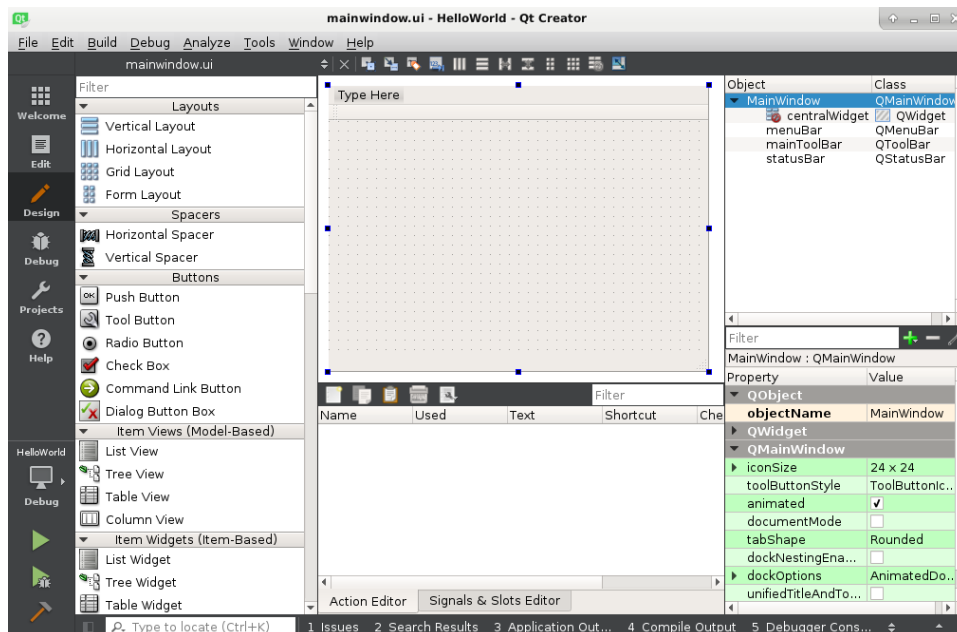 mainwindow.ui - HelloWorld - Qt Creator
File Edit Build Debug Analyze Tools Window Help
mainwindow.ui
Welcome
Edit
Design
Debug
Projects
Help
HelloWorld
Debug
Filter
Layouts
Vertical Layout
Horizontal Layout
Grid Layout
Form Layout
Spacers
Horizontal Spacer
Vertical Spacer
Buttons
Push Button
Tool Button
Radio Button
Check Box
Command Link Button
Dialog Button Box
Item Views (Model-Based)
List View
Tree View
Table View
Column View
Item Widgets (Item-Based)
List Widget
Tree Widget
Table Widget
Type Here
Filter
Name Used Text Shortcut Che
Action Editor Signals & Slots Editor
Object Class
MainWindow QMainWindow
centralWidget QWidget
menuBar QMenuBar
mainToolBar QToolBar
statusBar QStatusBar
Filter
MainWindow : QMainWindow
Property Value
QObject
objectName MainWindow
QWidget
QMainWindow
iconSize 24 x 24
toolButtonStyle ToolButtonIc...
animated
documentMode
tabShape Rounded
dockNestingEna...
dockOptions AnimatedDo...
unifiedTitleAndTo...
Type to locate (Ctrl+K) 1 Issues 2 Search Results 3 Application Out... 4 Compile Output 5 Debugger Cons...